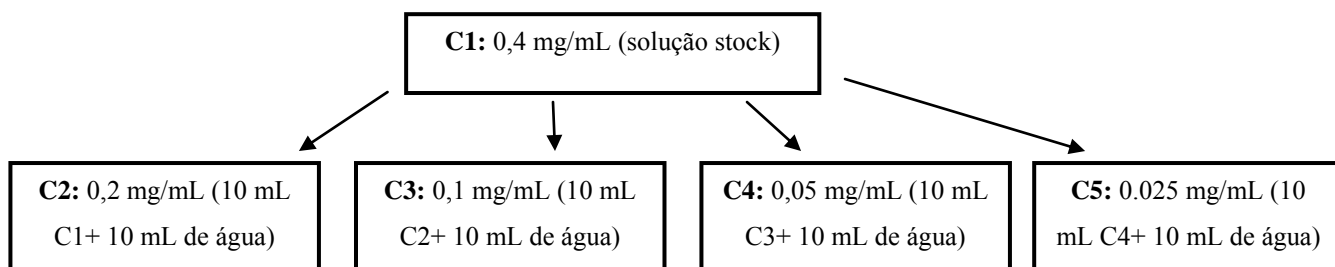 C1: 0,4 mg/mL (solução stock)
C2: 0,2 mg/mL (10 mL
C1+ 10 mL de água)
C3: 0,1 mg/mL (10 mL
C2+ 10 mL de água)
C4: 0,05 mg/mL (10 mL
C3+ 10 mL de água)
C5: 0.025 mg/mL (10
mL C4+ 10 mL de água)